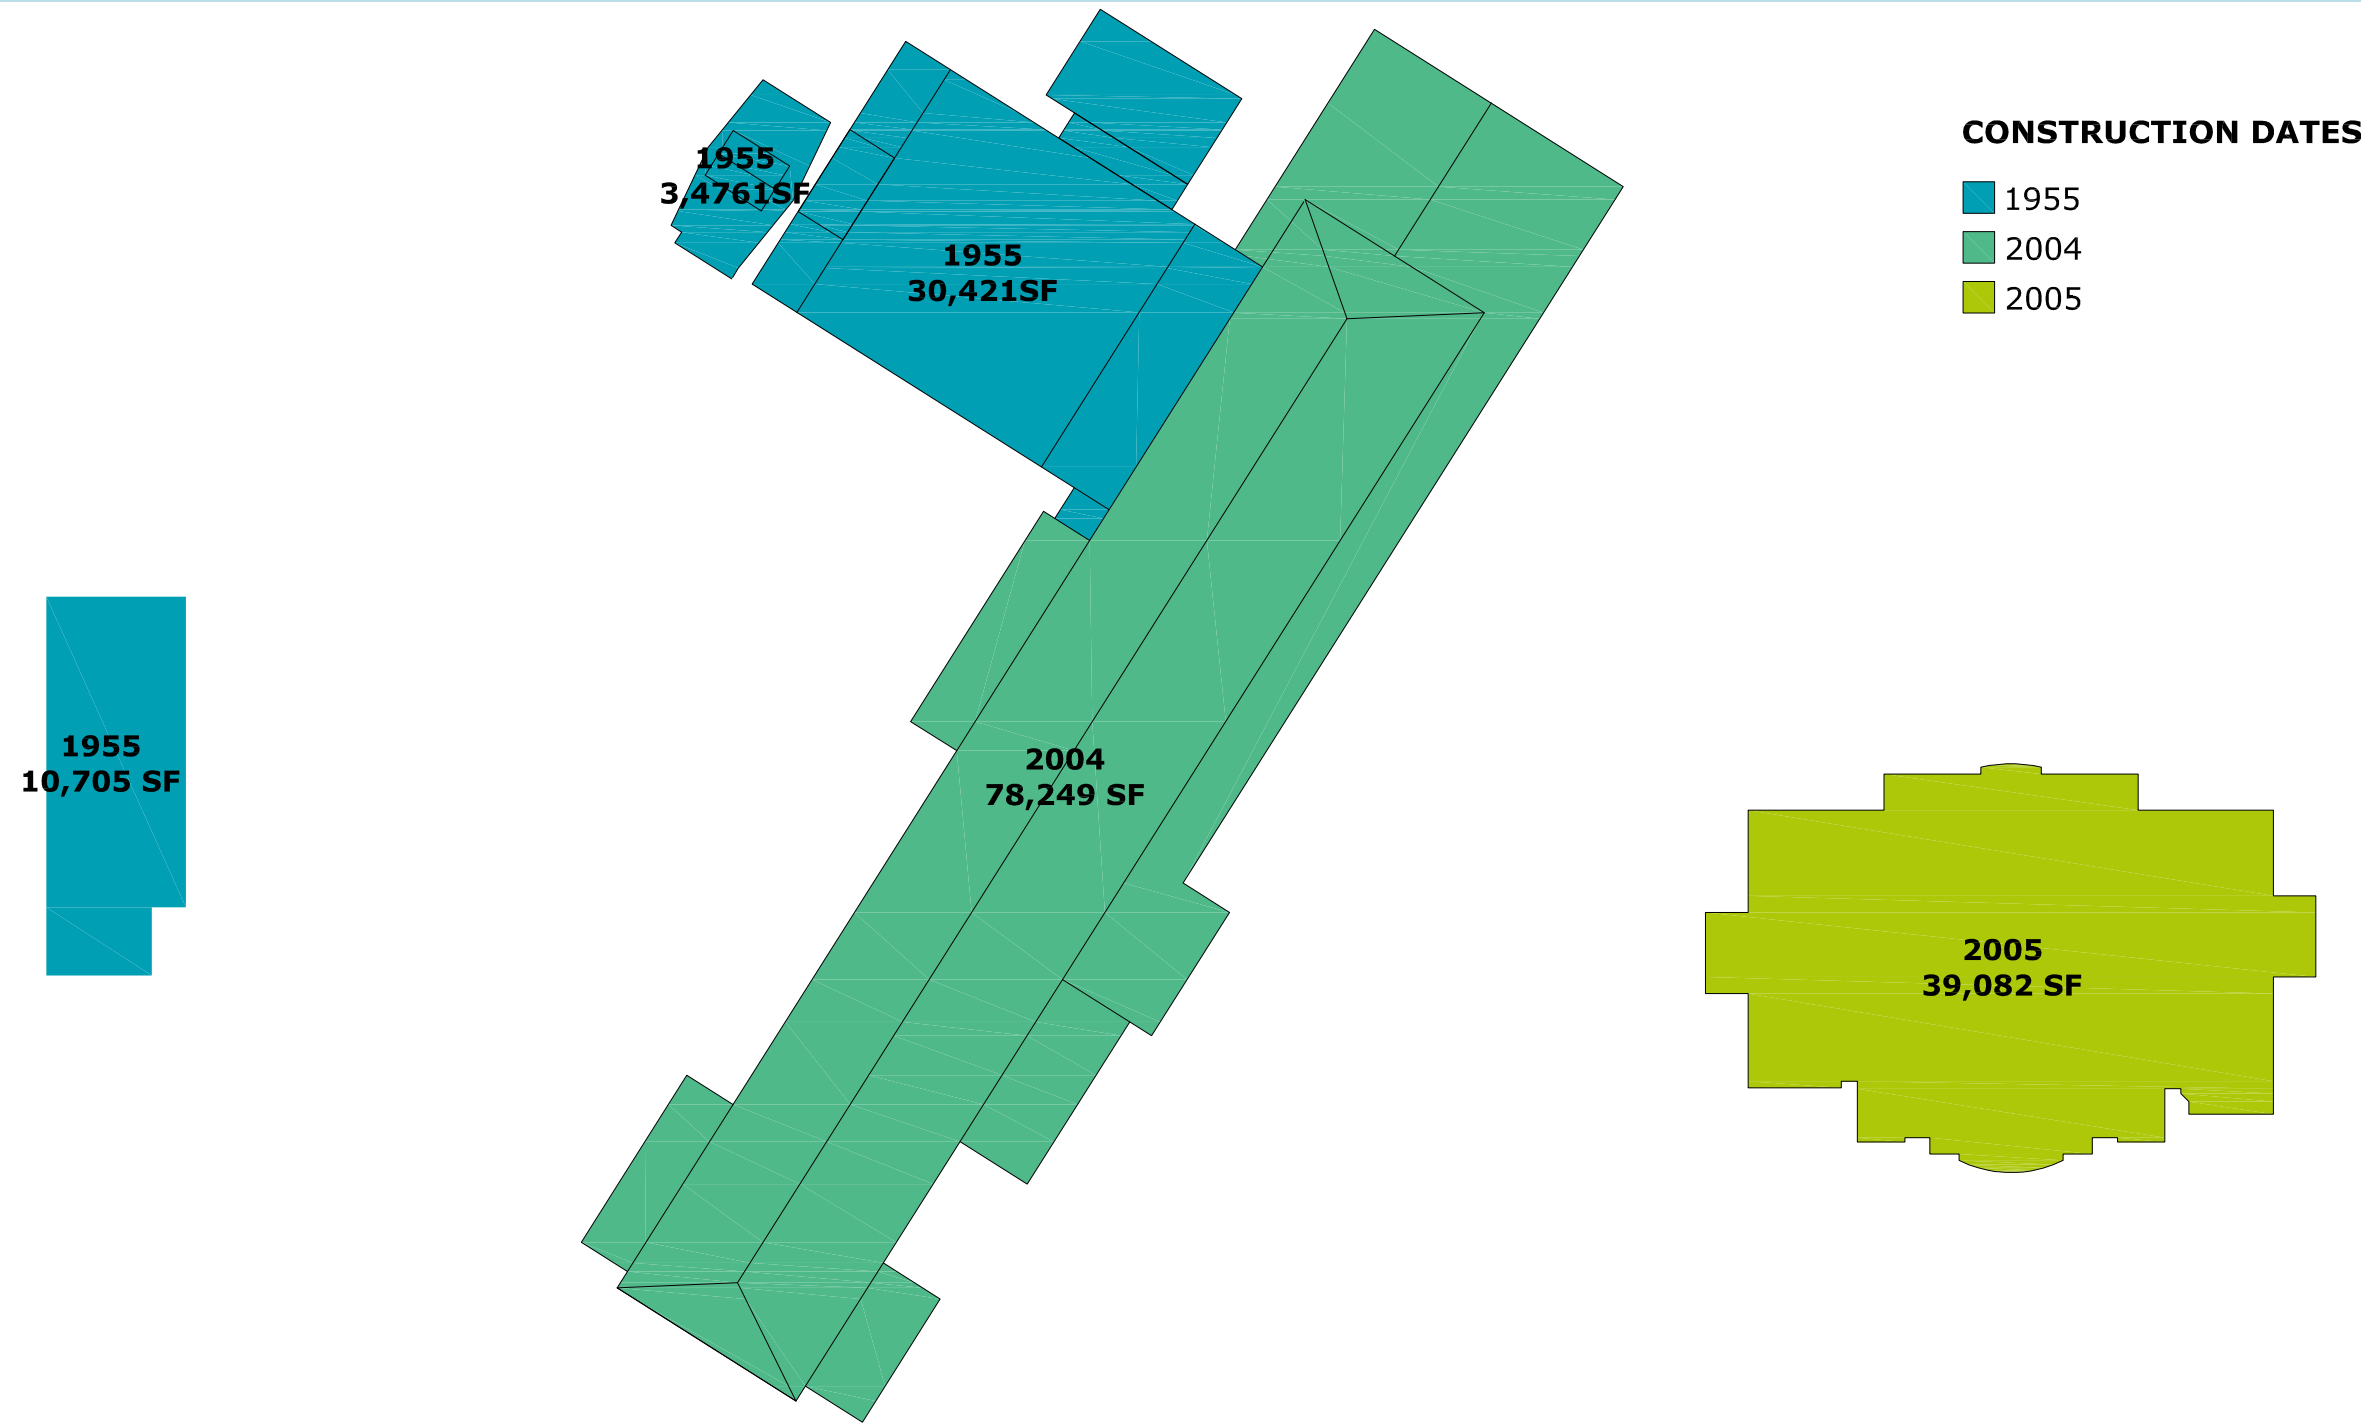 CONSTRUCTION DATES
1955
2004
2005
1955
3,4761SF
1955
30,421SF
1955
10,705 SF
2004
78,249 SF
2005
39,082 SF